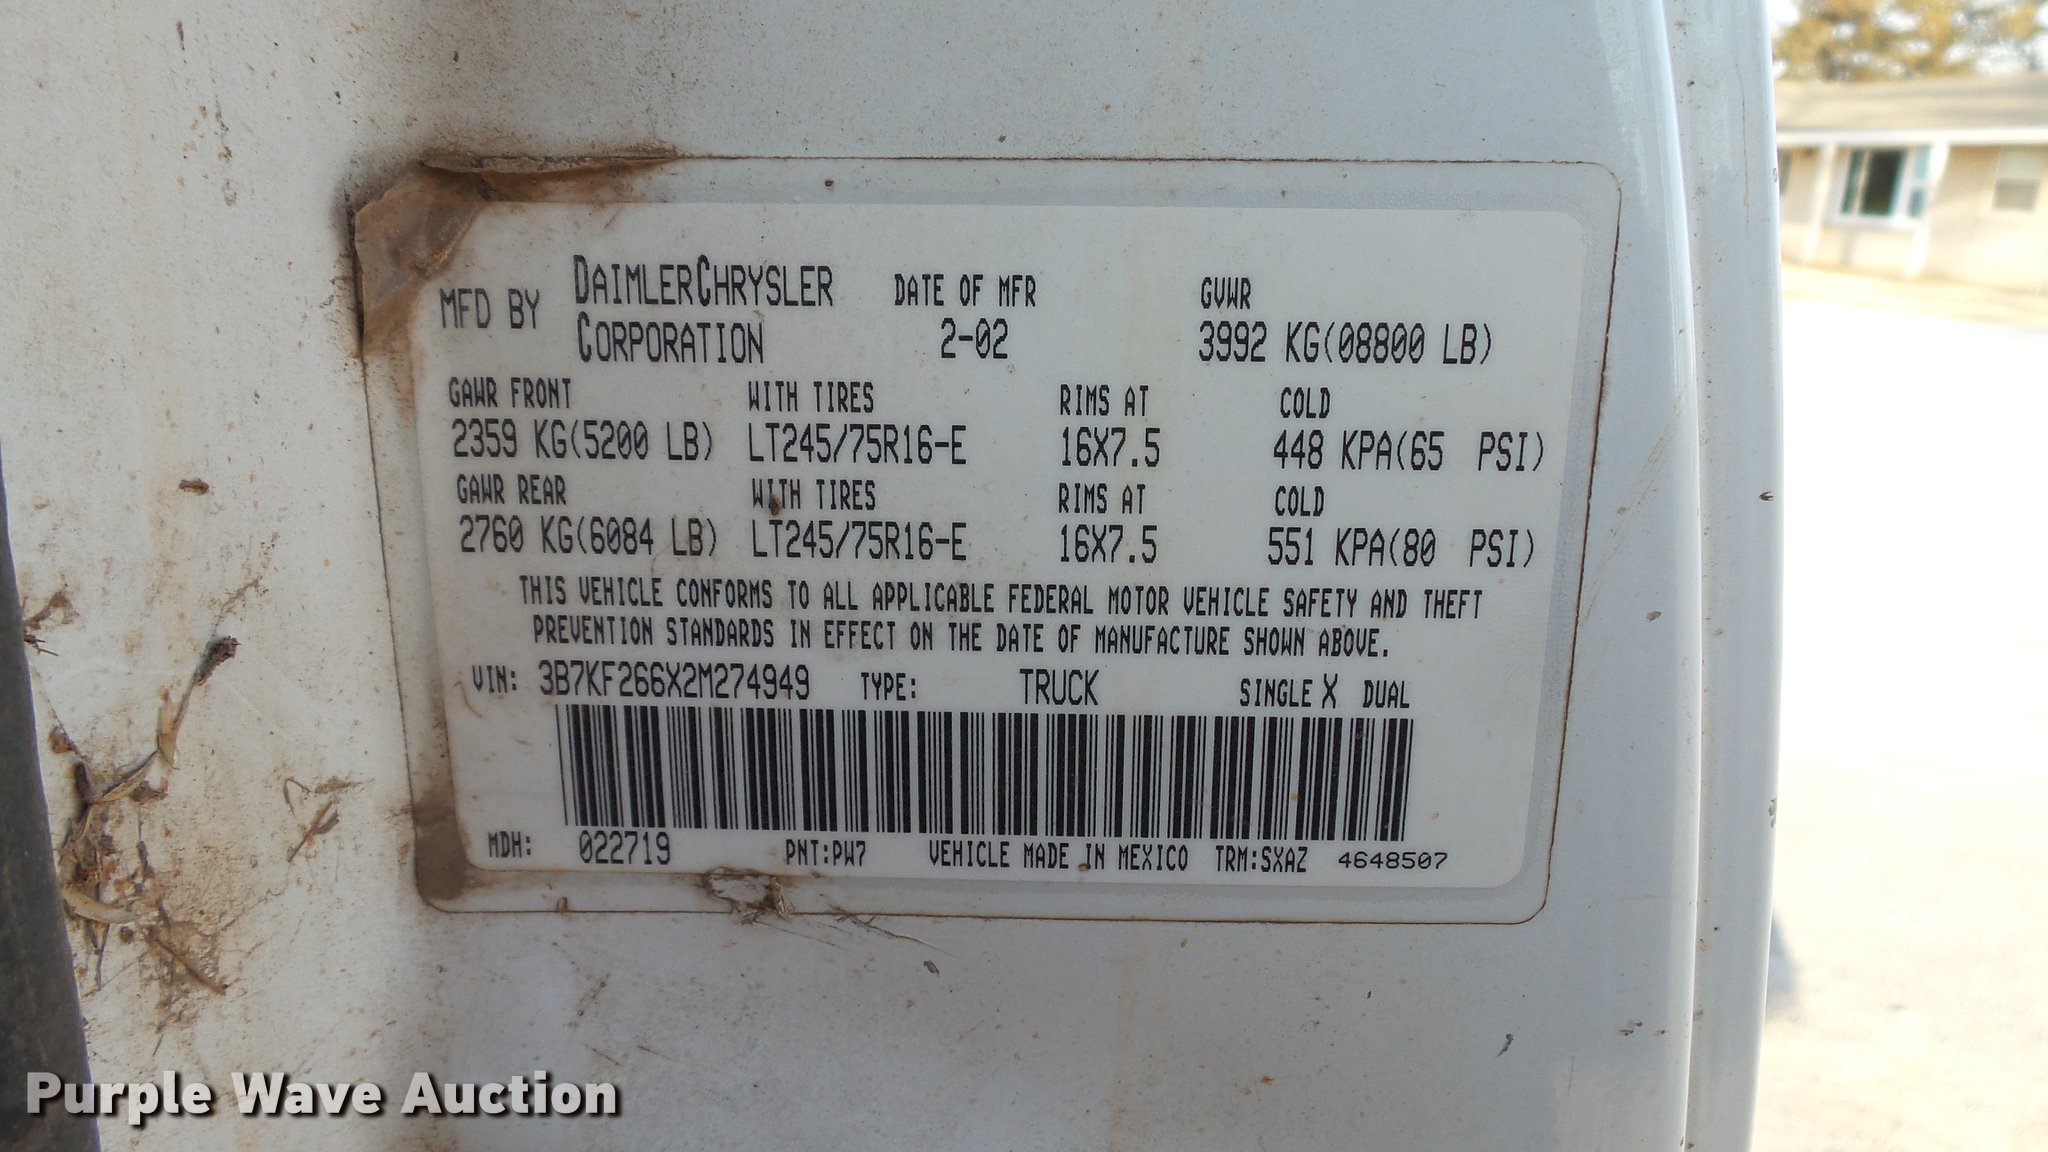 MFD BY DAIMLERCHRYSLER CORPORATION DATE OF MFR 2-02 GVWR 3992 KG(08800 LB)
GAWR FRONT WITH TIRES RIMS AT COLD
2359 KG(5200 LB) LT245/75R16-E 16X7.5 448 KPA(65 PSI)
GAWR REAR WITH TIRES RIMS AT COLD
2760 KG(6084 LB) LT245/75R16-E 16X7.5 551 KPA(80 PSI)
THIS VEHICLE CONFORMS TO ALL APPLICABLE FEDERAL MOTOR VEHICLE SAFETY AND THEFT
PREVENTION STANDARDS IN EFFECT ON THE DATE OF MANUFACTURE SHOWN ABOVE.
VIN: 3B7KF266X2M274949 TYPE: TRUCK SINGLE X DUAL
MDH: 022719 PNT:PW7 VEHICLE MADE IN MEXICO TRM:SXAZ 4648507
Purple Wave Auction